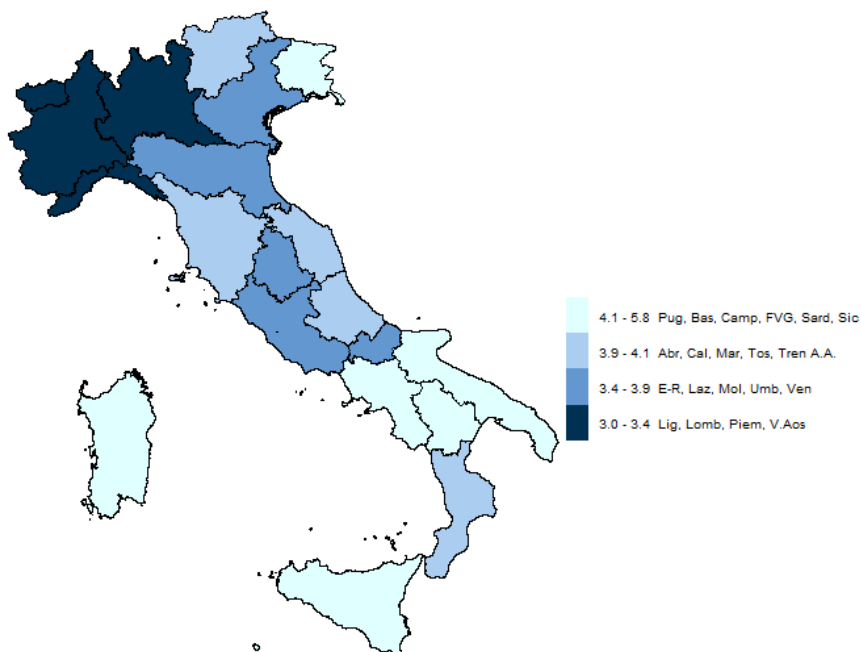 4.1 - 5.8 Pug, Bas, Camp, FVG, Sard, Sic
3.9 - 4.1 Abr, Cal, Mar, Tos, Tren A.A.
3.4 - 3.9 E-R, Laz, Mol, Umb, Ven
3.0 - 3.4 Lig, Lomb, Piem, V.Aos